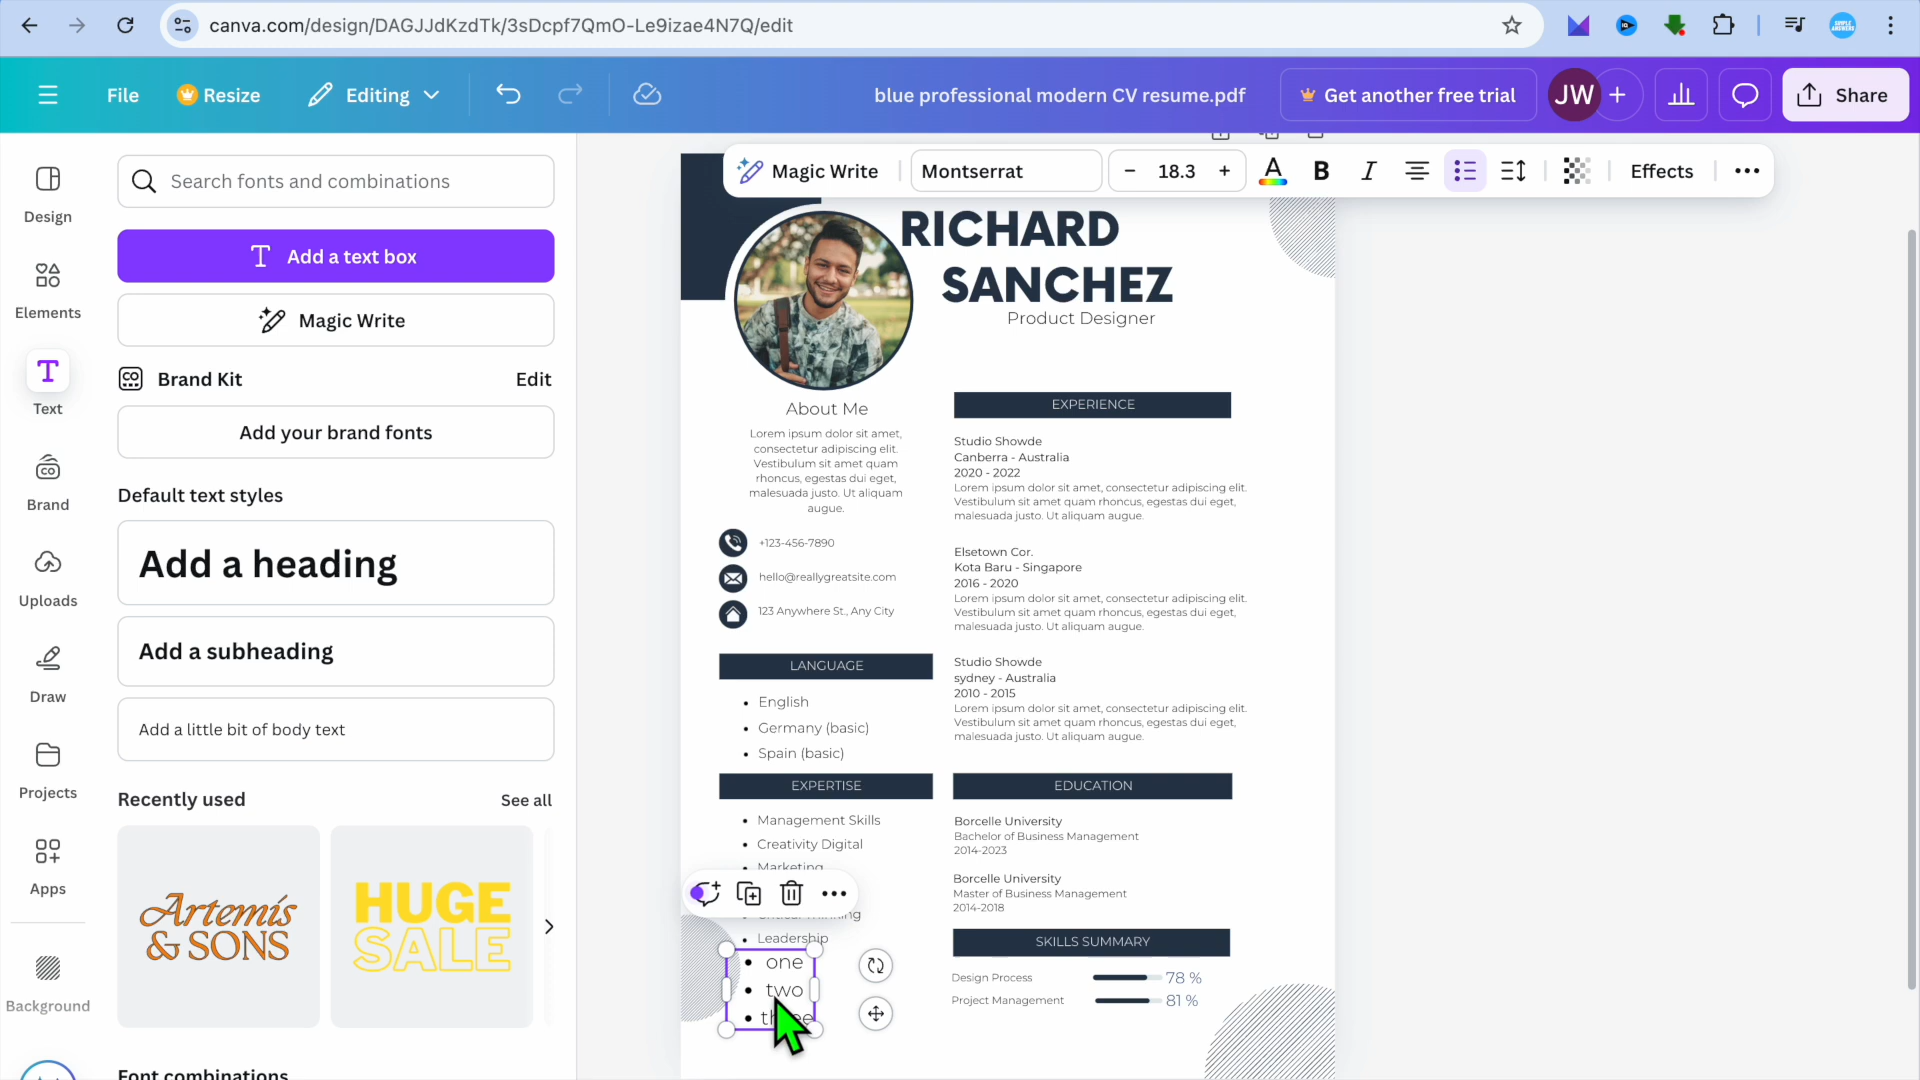 canva.com/design/DAGJJdKzdTk/3sDcpf7QmO-Le9izae4N7Q/edit
File
Resize
Editing
blue professional modern CV resume.pdf
Get another free trial
JW
Share
Design
Elements
Text
Brand
Uploads
Draw
Projects
Apps
Background
Search fonts and combinations
Add a text box
Magic Write
Brand Kit
Edit
Add your brand fonts
Default text styles
Add a heading
Add a subheading
Add a little bit of body text
Recently used
See all
Artemis
& SONS
HUGE
SALE
Font combinations
Magic Write
Montserrat
18.3
Effects
RICHARD
SANCHEZ
Product Designer
About Me
Lorem ipsum dolor sit amet,
consectetur adipiscing elit.
Vestibulum sit amet quam
rhoncus, egestas dui eget,
malesuada justo. Ut aliquam
augue.
+123-456-7890
hello@reallygreatsite.com
123 Anywhere St., Any City
LANGUAGE
• English
• Germany (basic)
• Spain (basic)
EXPERTISE
• Management Skills
• Creativity Digital
• Marketing
• Critical Thinking
• Leadership
• one
• two
• three
EXPERIENCE
Studio Showde
Canberra - Australia
2020 - 2022
Lorem ipsum dolor sit amet, consectetur adipiscing elit.
Vestibulum sit amet quam rhoncus, egestas dui eget,
malesuada justo. Ut aliquam augue.
Elsetown Cor.
Kota Baru - Singapore
2016 - 2020
Lorem ipsum dolor sit amet, consectetur adipiscing elit.
Vestibulum sit amet quam rhoncus, egestas dui eget,
malesuada justo. Ut aliquam augue.
Studio Showde
sydney - Australia
2010 - 2015
Lorem ipsum dolor sit amet, consectetur adipiscing elit.
Vestibulum sit amet quam rhoncus, egestas dui eget,
malesuada justo. Ut aliquam augue.
EDUCATION
Borcelle University
Bachelor of Business Management
2014-2023
Borcelle University
Master of Business Management
2014-2018
SKILLS SUMMARY
Design Process 78 %
Project Management 81 %